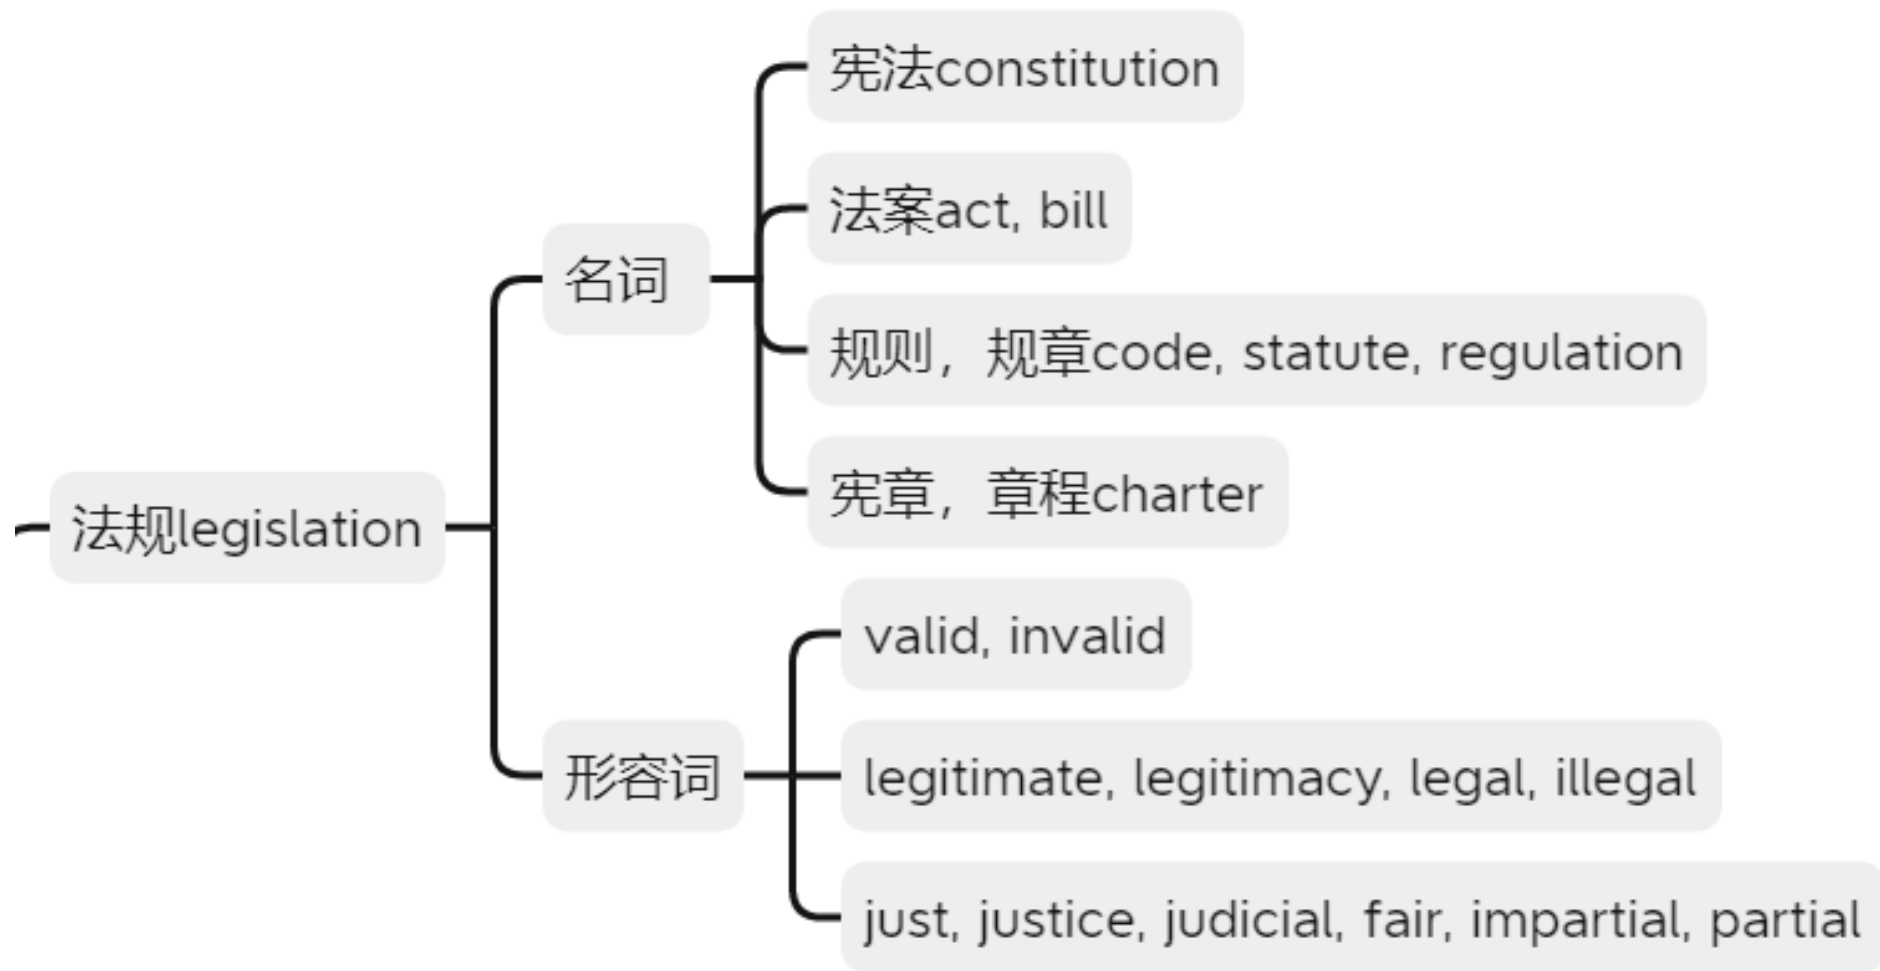 法规legislation
名词
宪法constitution
法案act, bill
规则，规章code, statute, regulation
宪章，章程charter
形容词
valid, invalid
legitimate, legitimacy, legal, illegal
just, justice, judicial, fair, impartial, partial